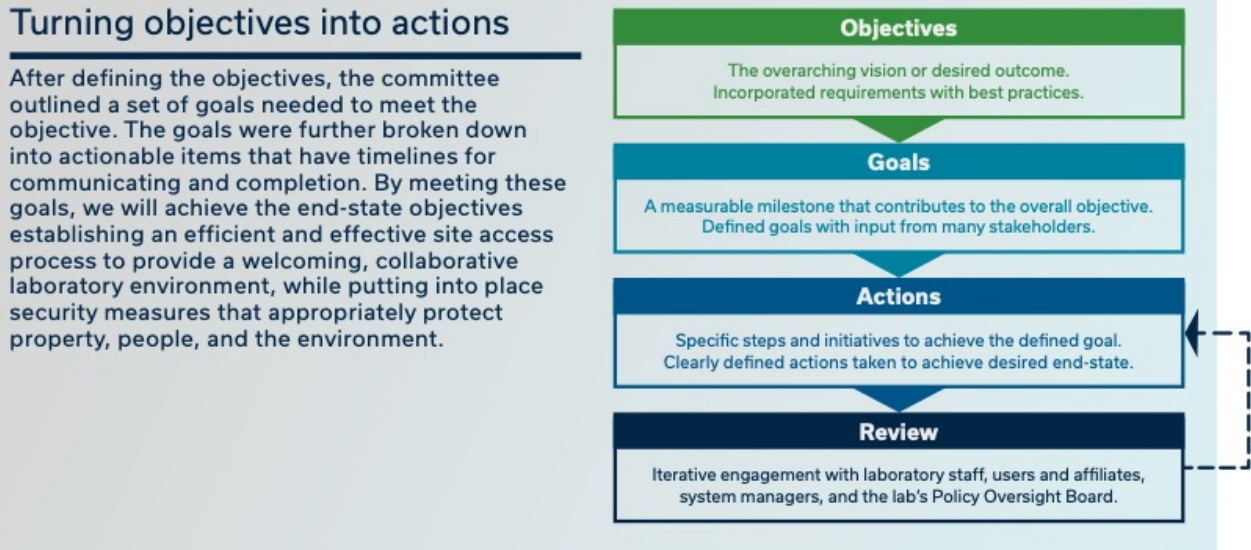 Turning objectives into actions
After defining the objectives, the committee
outlined a set of goals needed to meet the
objective. The goals were further broken down
into actionable items that have timelines for
communicating and completion. By meeting these
goals, we will achieve the end-state objectives
establishing an efficient and effective site access
process to provide a welcoming, collaborative
laboratory environment, while putting into place
security measures that appropriately protect
property, people, and the environment.
Objectives
The overarching vision or desired outcome.
Incorporated requirements with best practices.
Goals
A measurable milestone that contributes to the overall objective.
Defined goals with input from many stakeholders.
Actions
Specific steps and initiatives to achieve the defined goal.
Clearly defined actions taken to achieve desired end-state.
Review
Iterative engagement with laboratory staff, users and affiliates,
system managers, and the lab's Policy Oversight Board.